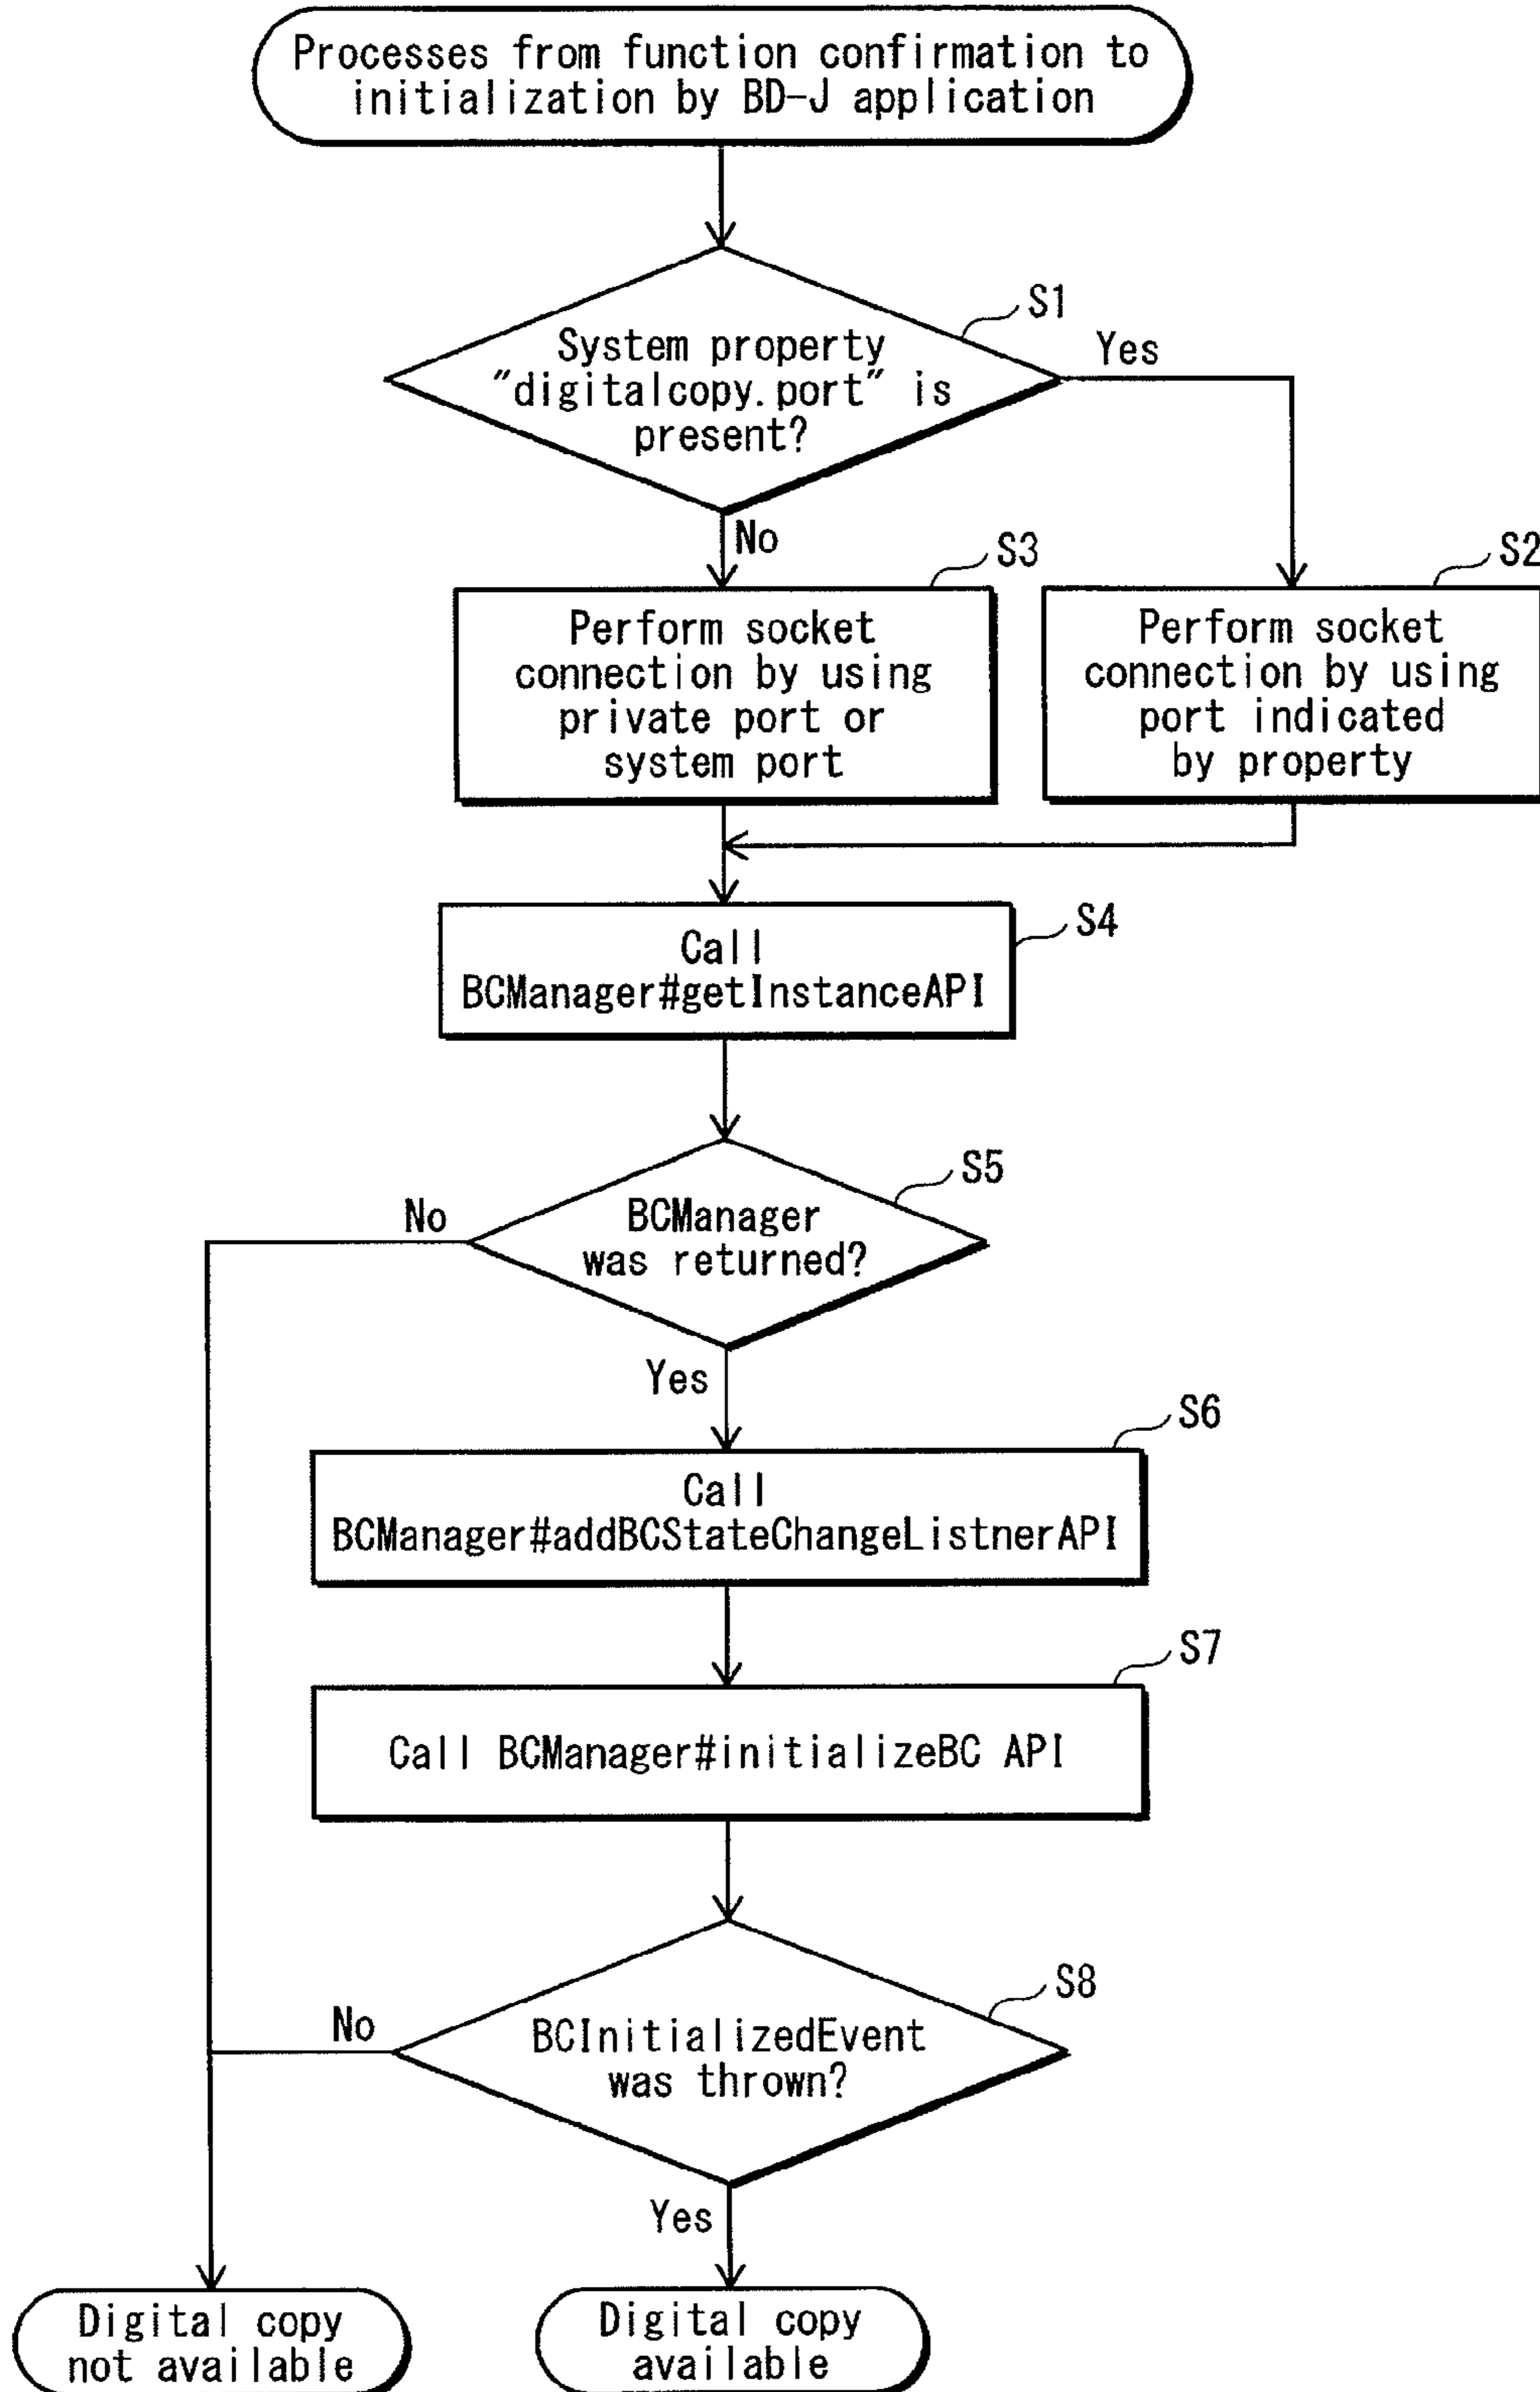 Processes from function confirmation to
initialization by BD-J application
S1
System property
"digitalcopy.port" is
present?
Yes
No
S3
Perform socket
connection by using
private port or
system port
S2
Perform socket
connection by using
port indicated
by property
S4
Call
BCManager#getInstanceAPI
S5
BCManager
was returned?
No
Yes
S6
Call
BCManager#addBCStateChangeListnerAPI
S7
Call BCManager#initializeBC API
S8
BCInitializedEvent
was thrown?
No
Yes
Digital copy
not available
Digital copy
available